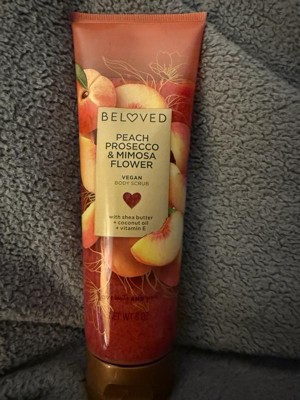 BELOVED
PEACH
PROSECCO
& MIMOSA
FLOWER
VEGAN
BODY SCRUB
with shea butter
+ coconut oil
+ vitamin E